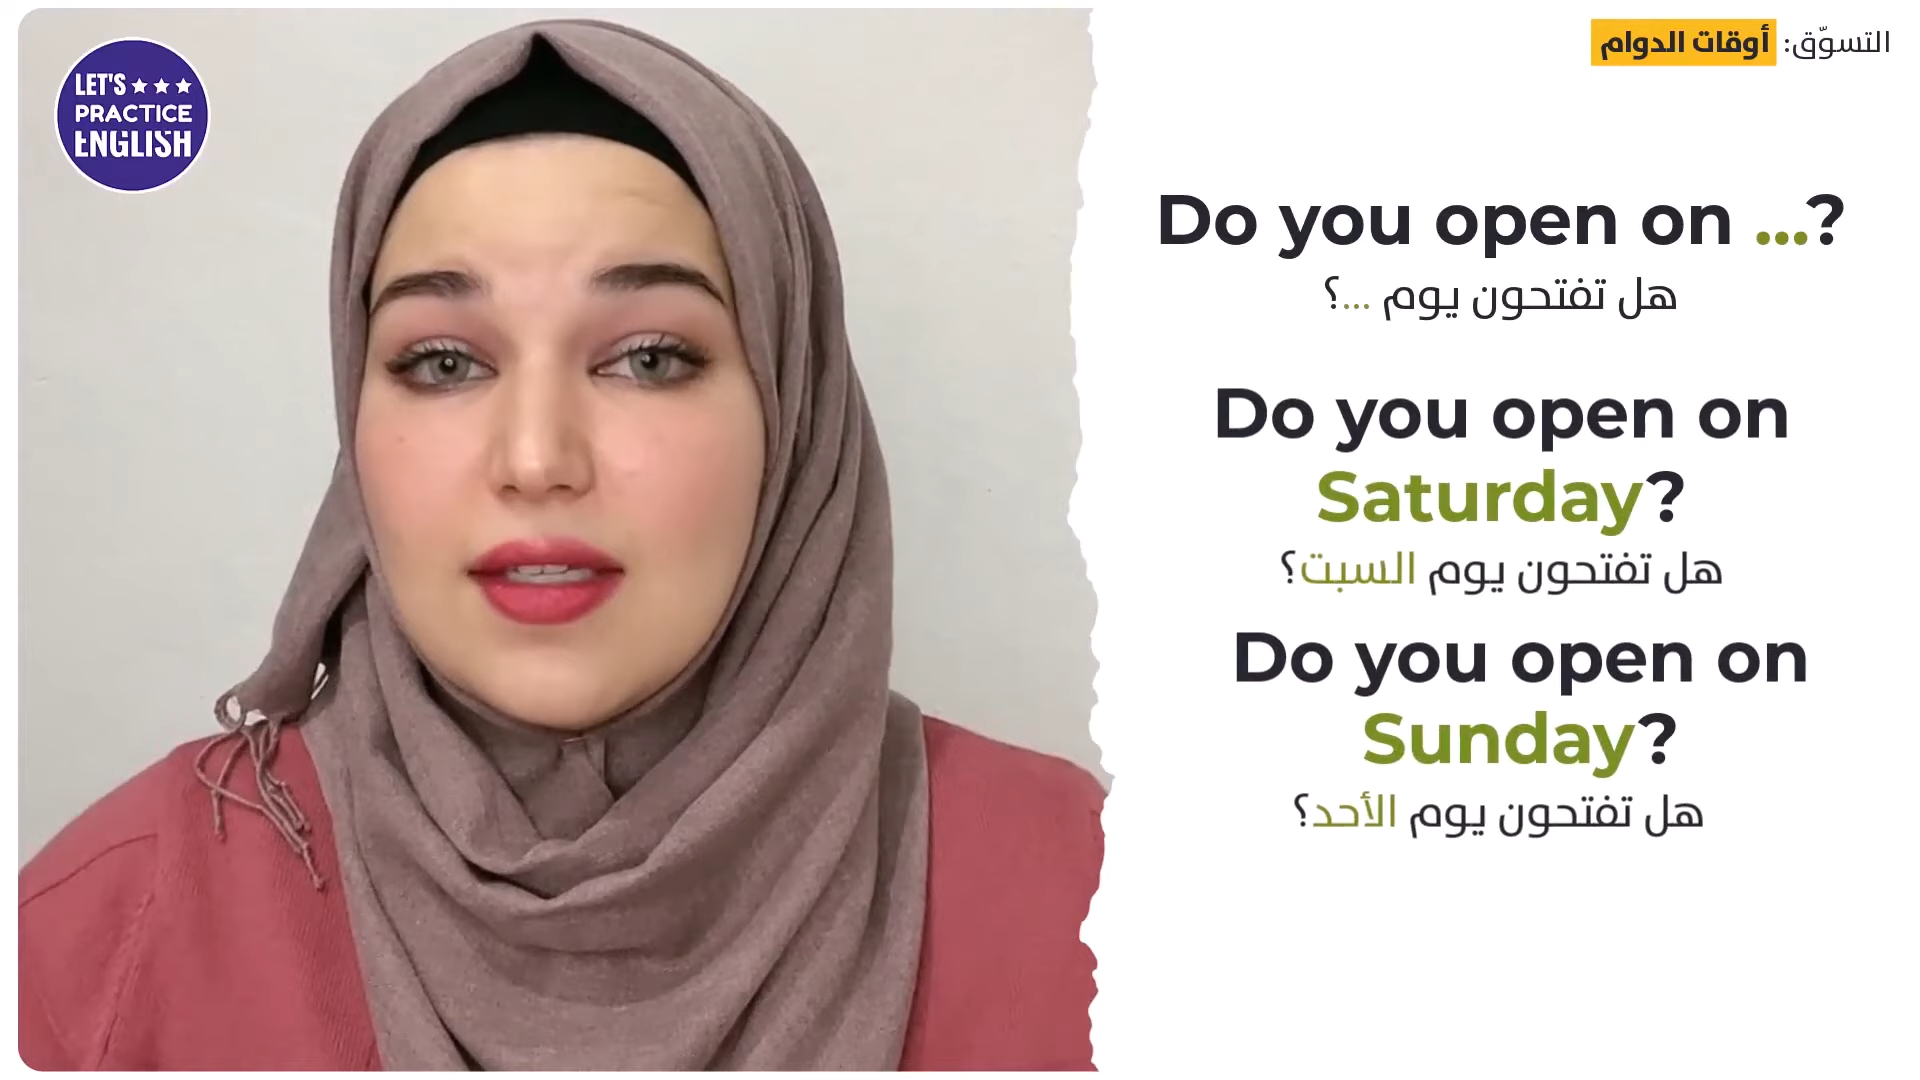 LET'S
PRACTICE
ENGLISH
التسوّق: أوقات الدوام
Do you open on ...?
هل تفتحون يوم ...؟
Do you open on
Saturday?
هل تفتحون يوم السبت؟
Do you open on
Sunday?
هل تفتحون يوم الأحد؟